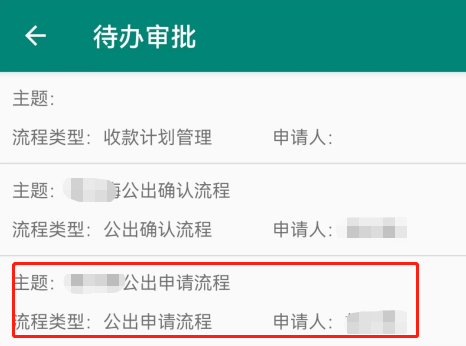 待办审批
主题:
流程类型: 收款计划管理 申请人:
主题: 公出确认流程
流程类型: 公出确认流程 申请人:
主题: 公出申请流程
流程类型: 公出申请流程 申请人: